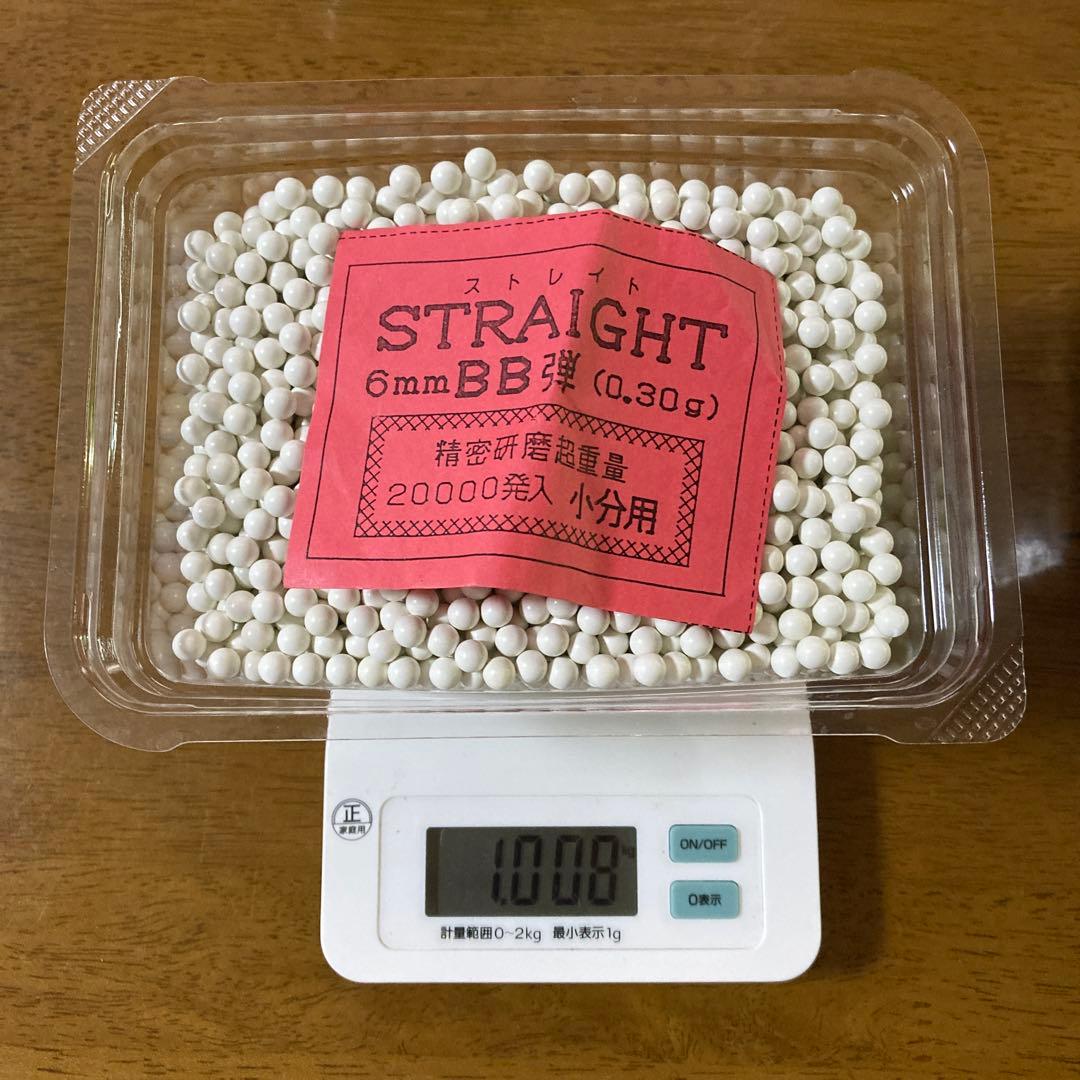 ストレイト
STRAIGHT
6mmBB弾(0.30g)
精密研磨超重量
20000発入 小分用
正
家庭用
1.008kg
ON/OFF
0表示
計量範囲0~2kg 最小表示1g